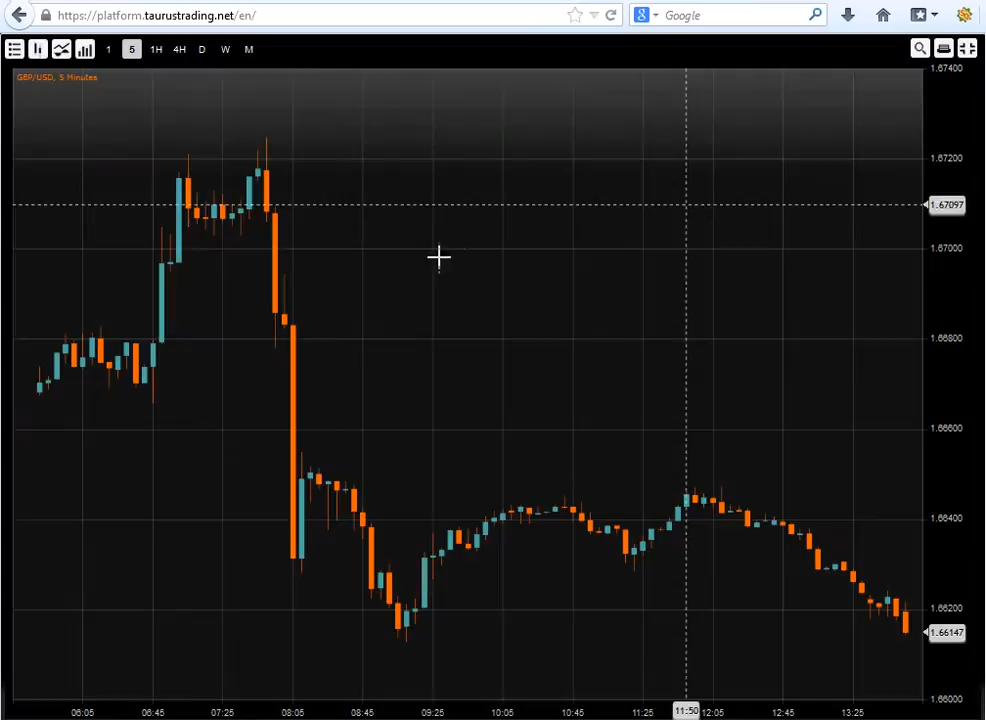 https://platform.taurustrading.net/en/
Google
1 5 1H 4H D W M
GBP/USD, 5 Minutes
1.67400
1.67200
1.67097
1.67000
1.66800
1.66600
1.66400
1.66200
1.66147
1.66000
06:05 06:45 07:25 08:05 08:45 09:25 10:05 10:45 11:25 11:50 12:05 12:45 13:25